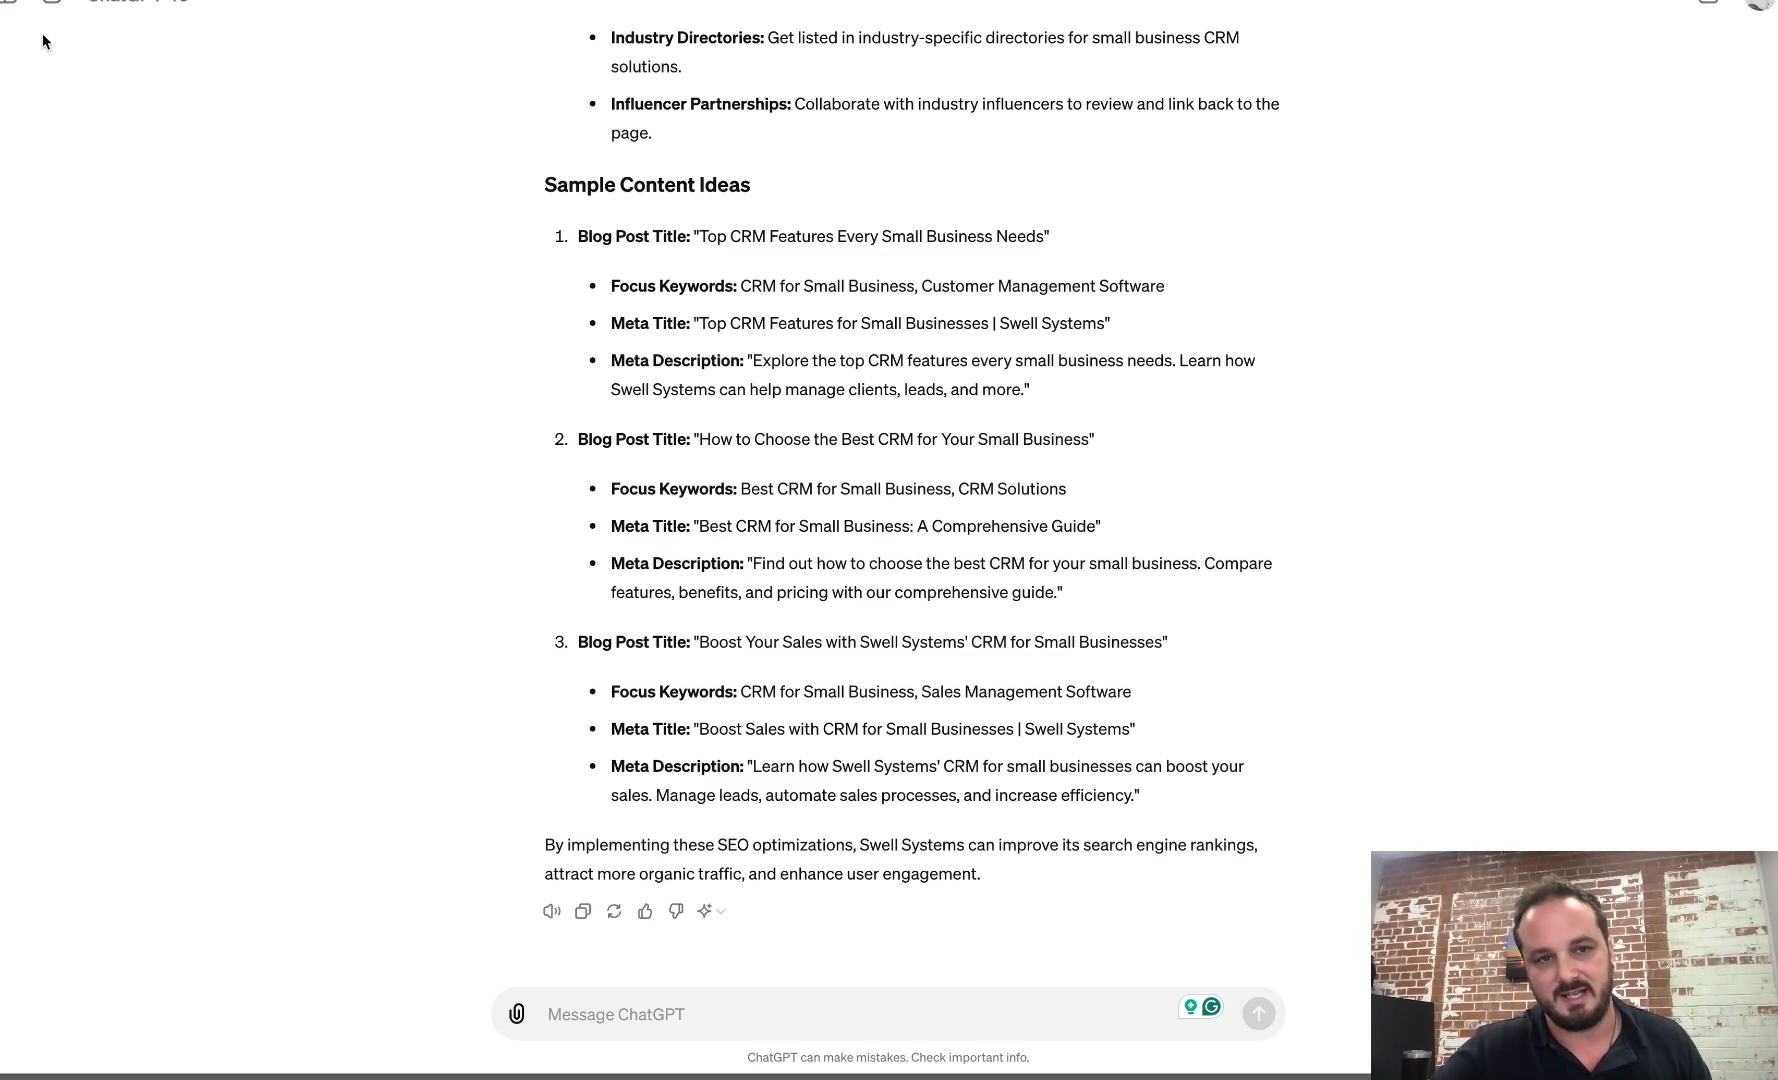 Industry Directories: Get listed in industry-specific directories for small business CRM
solutions.
Influencer Partnerships: Collaborate with industry influencers to review and link back to the
page.
Sample Content Ideas
1. Blog Post Title: "Top CRM Features Every Small Business Needs"
Focus Keywords: CRM for Small Business, Customer Management Software
Meta Title: "Top CRM Features for Small Businesses | Swell Systems"
Meta Description: "Explore the top CRM features every small business needs. Learn how
Swell Systems can help manage clients, leads, and more."
2. Blog Post Title: "How to Choose the Best CRM for Your Small Business"
Focus Keywords: Best CRM for Small Business, CRM Solutions
Meta Title: "Best CRM for Small Business: A Comprehensive Guide"
Meta Description: "Find out how to choose the best CRM for your small business. Compare
features, benefits, and pricing with our comprehensive guide."
3. Blog Post Title: "Boost Your Sales with Swell Systems' CRM for Small Businesses"
Focus Keywords: CRM for Small Business, Sales Management Software
Meta Title: "Boost Sales with CRM for Small Businesses | Swell Systems"
Meta Description: "Learn how Swell Systems' CRM for small businesses can boost your
sales. Manage leads, automate sales processes, and increase efficiency."
By implementing these SEO optimizations, Swell Systems can improve its search engine rankings,
attract more organic traffic, and enhance user engagement.
Message ChatGPT
ChatGPT can make mistakes. Check important info.